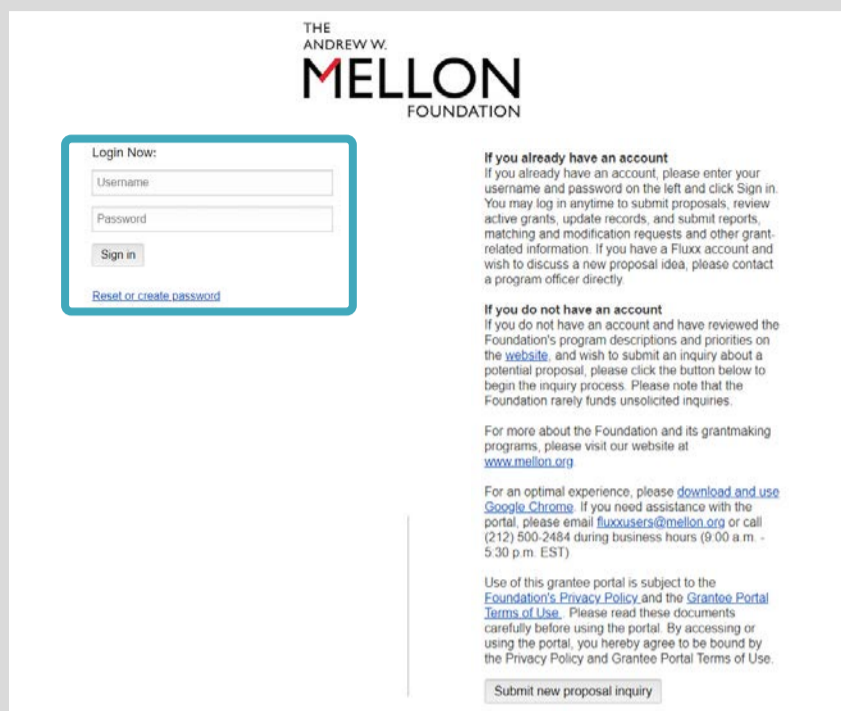 THE
ANDREW W.
MELLON
FOUNDATION
Login Now:
Username
Password
Sign in
Reset or create password
If you already have an account
If you already have an account, please enter your
username and password on the left and click Sign in.
You may log in anytime to submit proposals, review
active grants, update records, and submit reports,
matching and modification requests and other grant-
related information. If you have a Fluxx account and
wish to discuss a new proposal idea, please contact
a program officer directly.
If you do not have an account
If you do not have an account and have reviewed the
Foundation's program descriptions and priorities on
the website, and wish to submit an inquiry about a
potential proposal, please click the button below to
begin the inquiry process. Please note that the
Foundation rarely funds unsolicited inquiries.
For more about the Foundation and its grantmaking
programs, please visit our website at
www.mellon.org
For an optimal experience, please download and use
Google Chrome. If you need assistance with the
portal, please email fluxxusers@mellon.org or call
(212) 500-2484 during business hours (9:00 a.m. -
5:30 p.m. EST)
Use of this grantee portal is subject to the
Foundation's Privacy Policy and the Grantee Portal
Terms of Use. Please read these documents
carefully before using the portal. By accessing or
using the portal, you hereby agree to be bound by
the Privacy Policy and Grantee Portal Terms of Use.
Submit new proposal inquiry